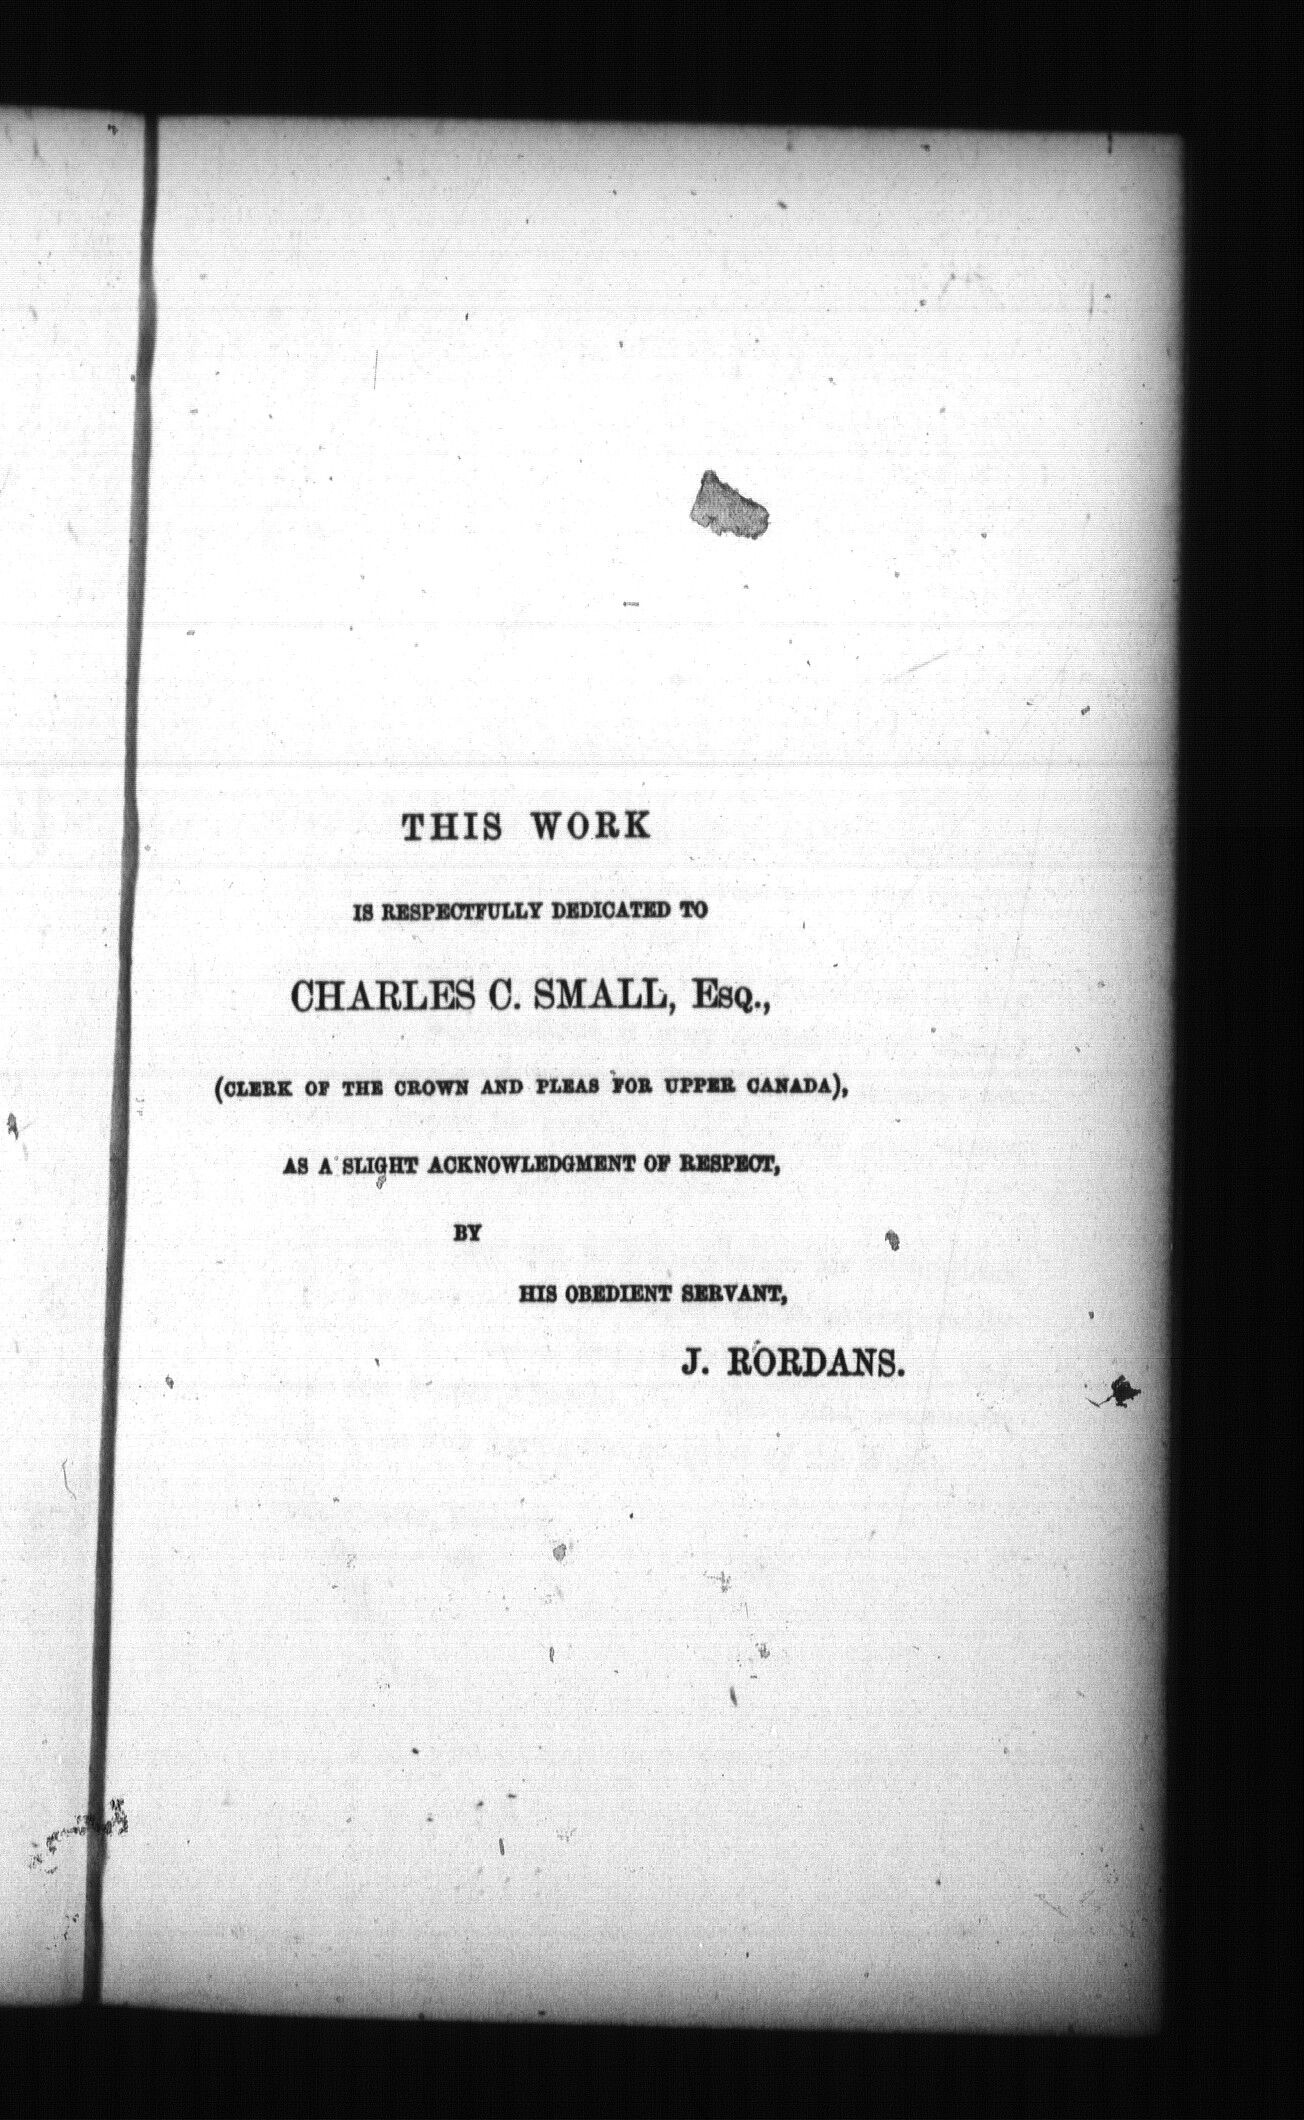 THIS WORK
IS RESPECTFULLY DEDICATED TO
CHARLES C. SMALL, Esq.,
(CLERK OF THE CROWN AND PLEAS FOR UPPER CANADA),
AS A SLIGHT ACKNOWLEDGMENT OF RESPECT,
BY
HIS OBEDIENT SERVANT,
J. RORDANS.